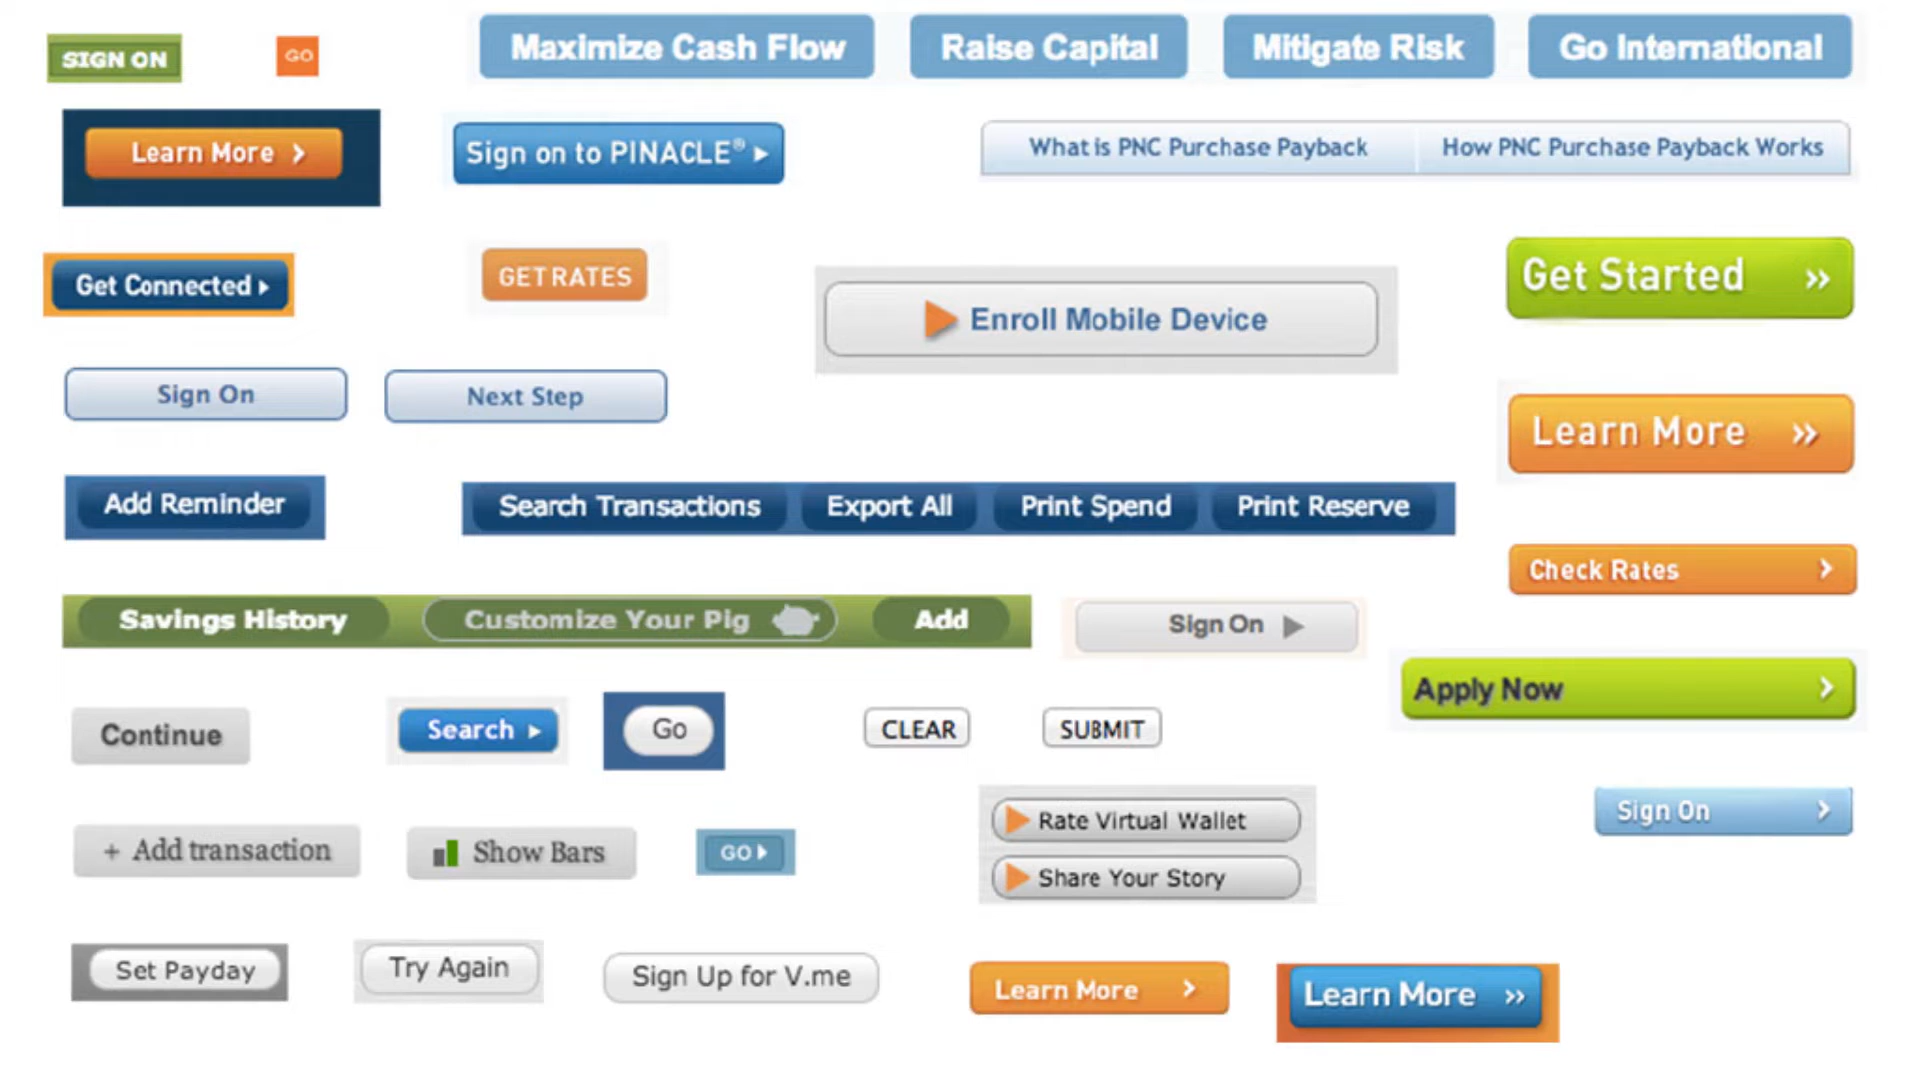 SIGN ON
GO
Maximize Cash Flow
Raise Capital
Mitigate Risk
Go International
Learn More
Sign on to PINACLE®
What is PNC Purchase Payback
How PNC Purchase Payback Works
Get Connected
GET RATES
Enroll Mobile Device
Get Started
Sign On
Next Step
Learn More
Add Reminder
Search Transactions
Export All
Print Spend
Print Reserve
Check Rates
Savings History
Customize Your Pig
Add
Sign On
Apply Now
Continue
Search
Go
CLEAR
SUBMIT
Rate Virtual Wallet
Sign On
+ Add transaction
Show Bars
GO
Share Your Story
Set Payday
Try Again
Sign Up for V.me
Learn More
Learn More